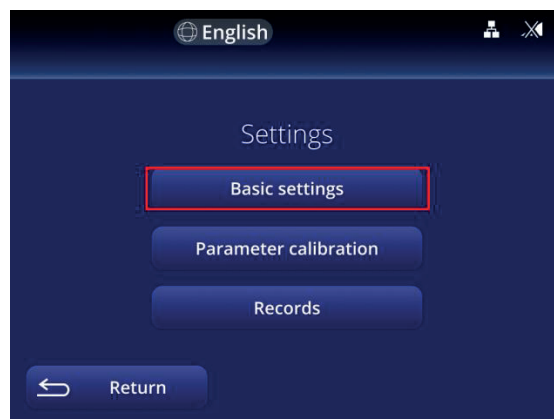 English
Settings
Basic settings
Parameter calibration
Records
Return